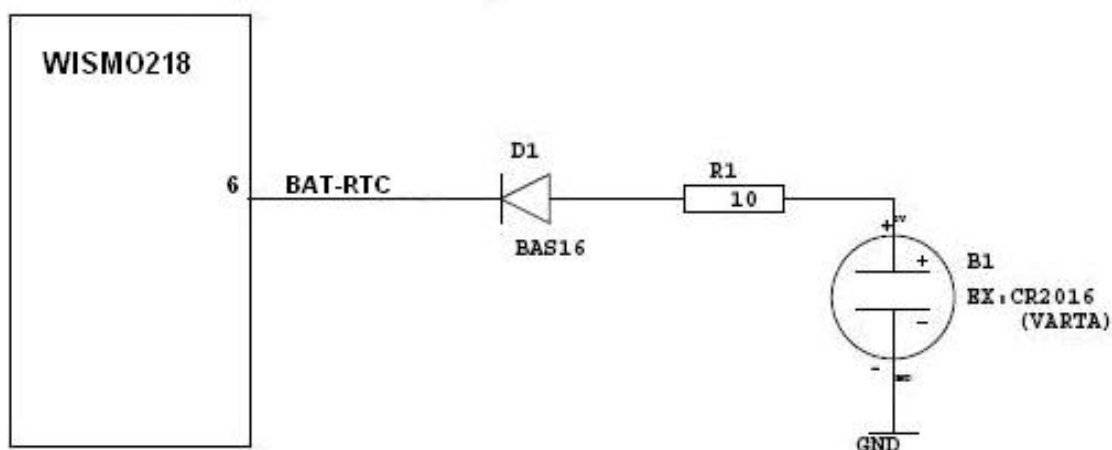 WISMO218
D1
R1
6
BAT-RTC
10
BAS16
+
+
B1
EX:CR2016
(VARTA)
-
-
GND